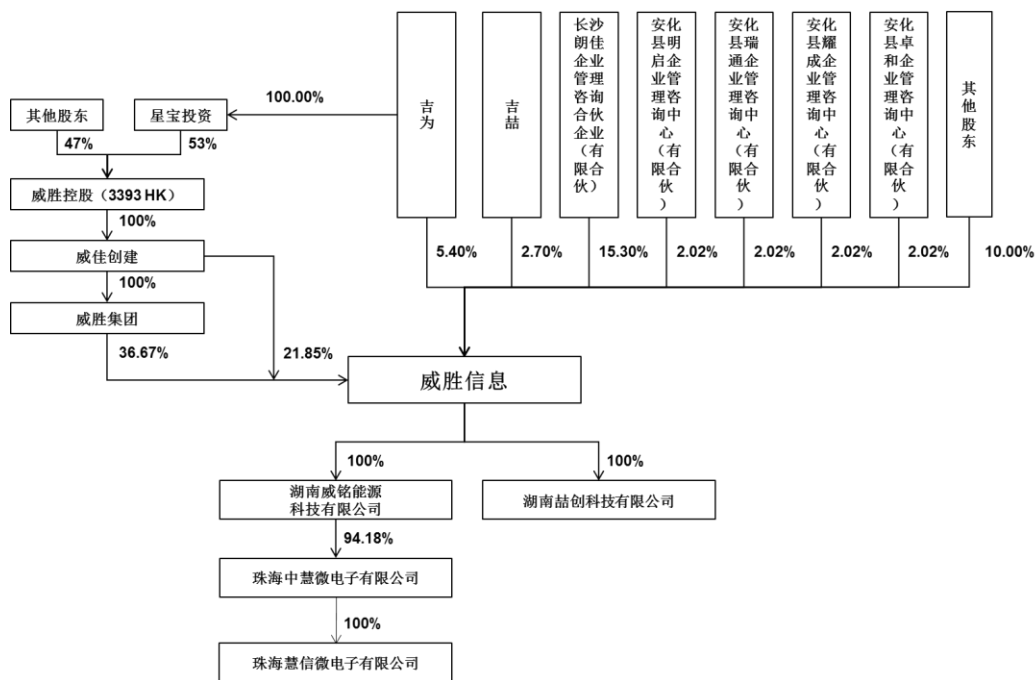 长沙朗佳企业管理咨询合伙企业（有限合伙）
安化县明启企业管理咨询中心（有限合伙）
安化县瑞通企业管理咨询中心（有限合伙）
安化县耀成企业管理咨询中心（有限合伙）
安化县卓和企业管理咨询中心（有限合伙）
吉为
吉喆
其他股东
100.00%
其他股东
星宝投资
47%
53%
威胜控股（3393 HK）
100%
威佳创建
5.40%
2.70%
15.30%
2.02%
2.02%
2.02%
2.02%
10.00%
100%
威胜集团
36.67%
21.85%
威胜信息
100%
100%
湖南威铭能源
科技有限公司
湖南喆创科技有限公司
94.18%
珠海中慧微电子有限公司
100%
珠海慧信微电子有限公司